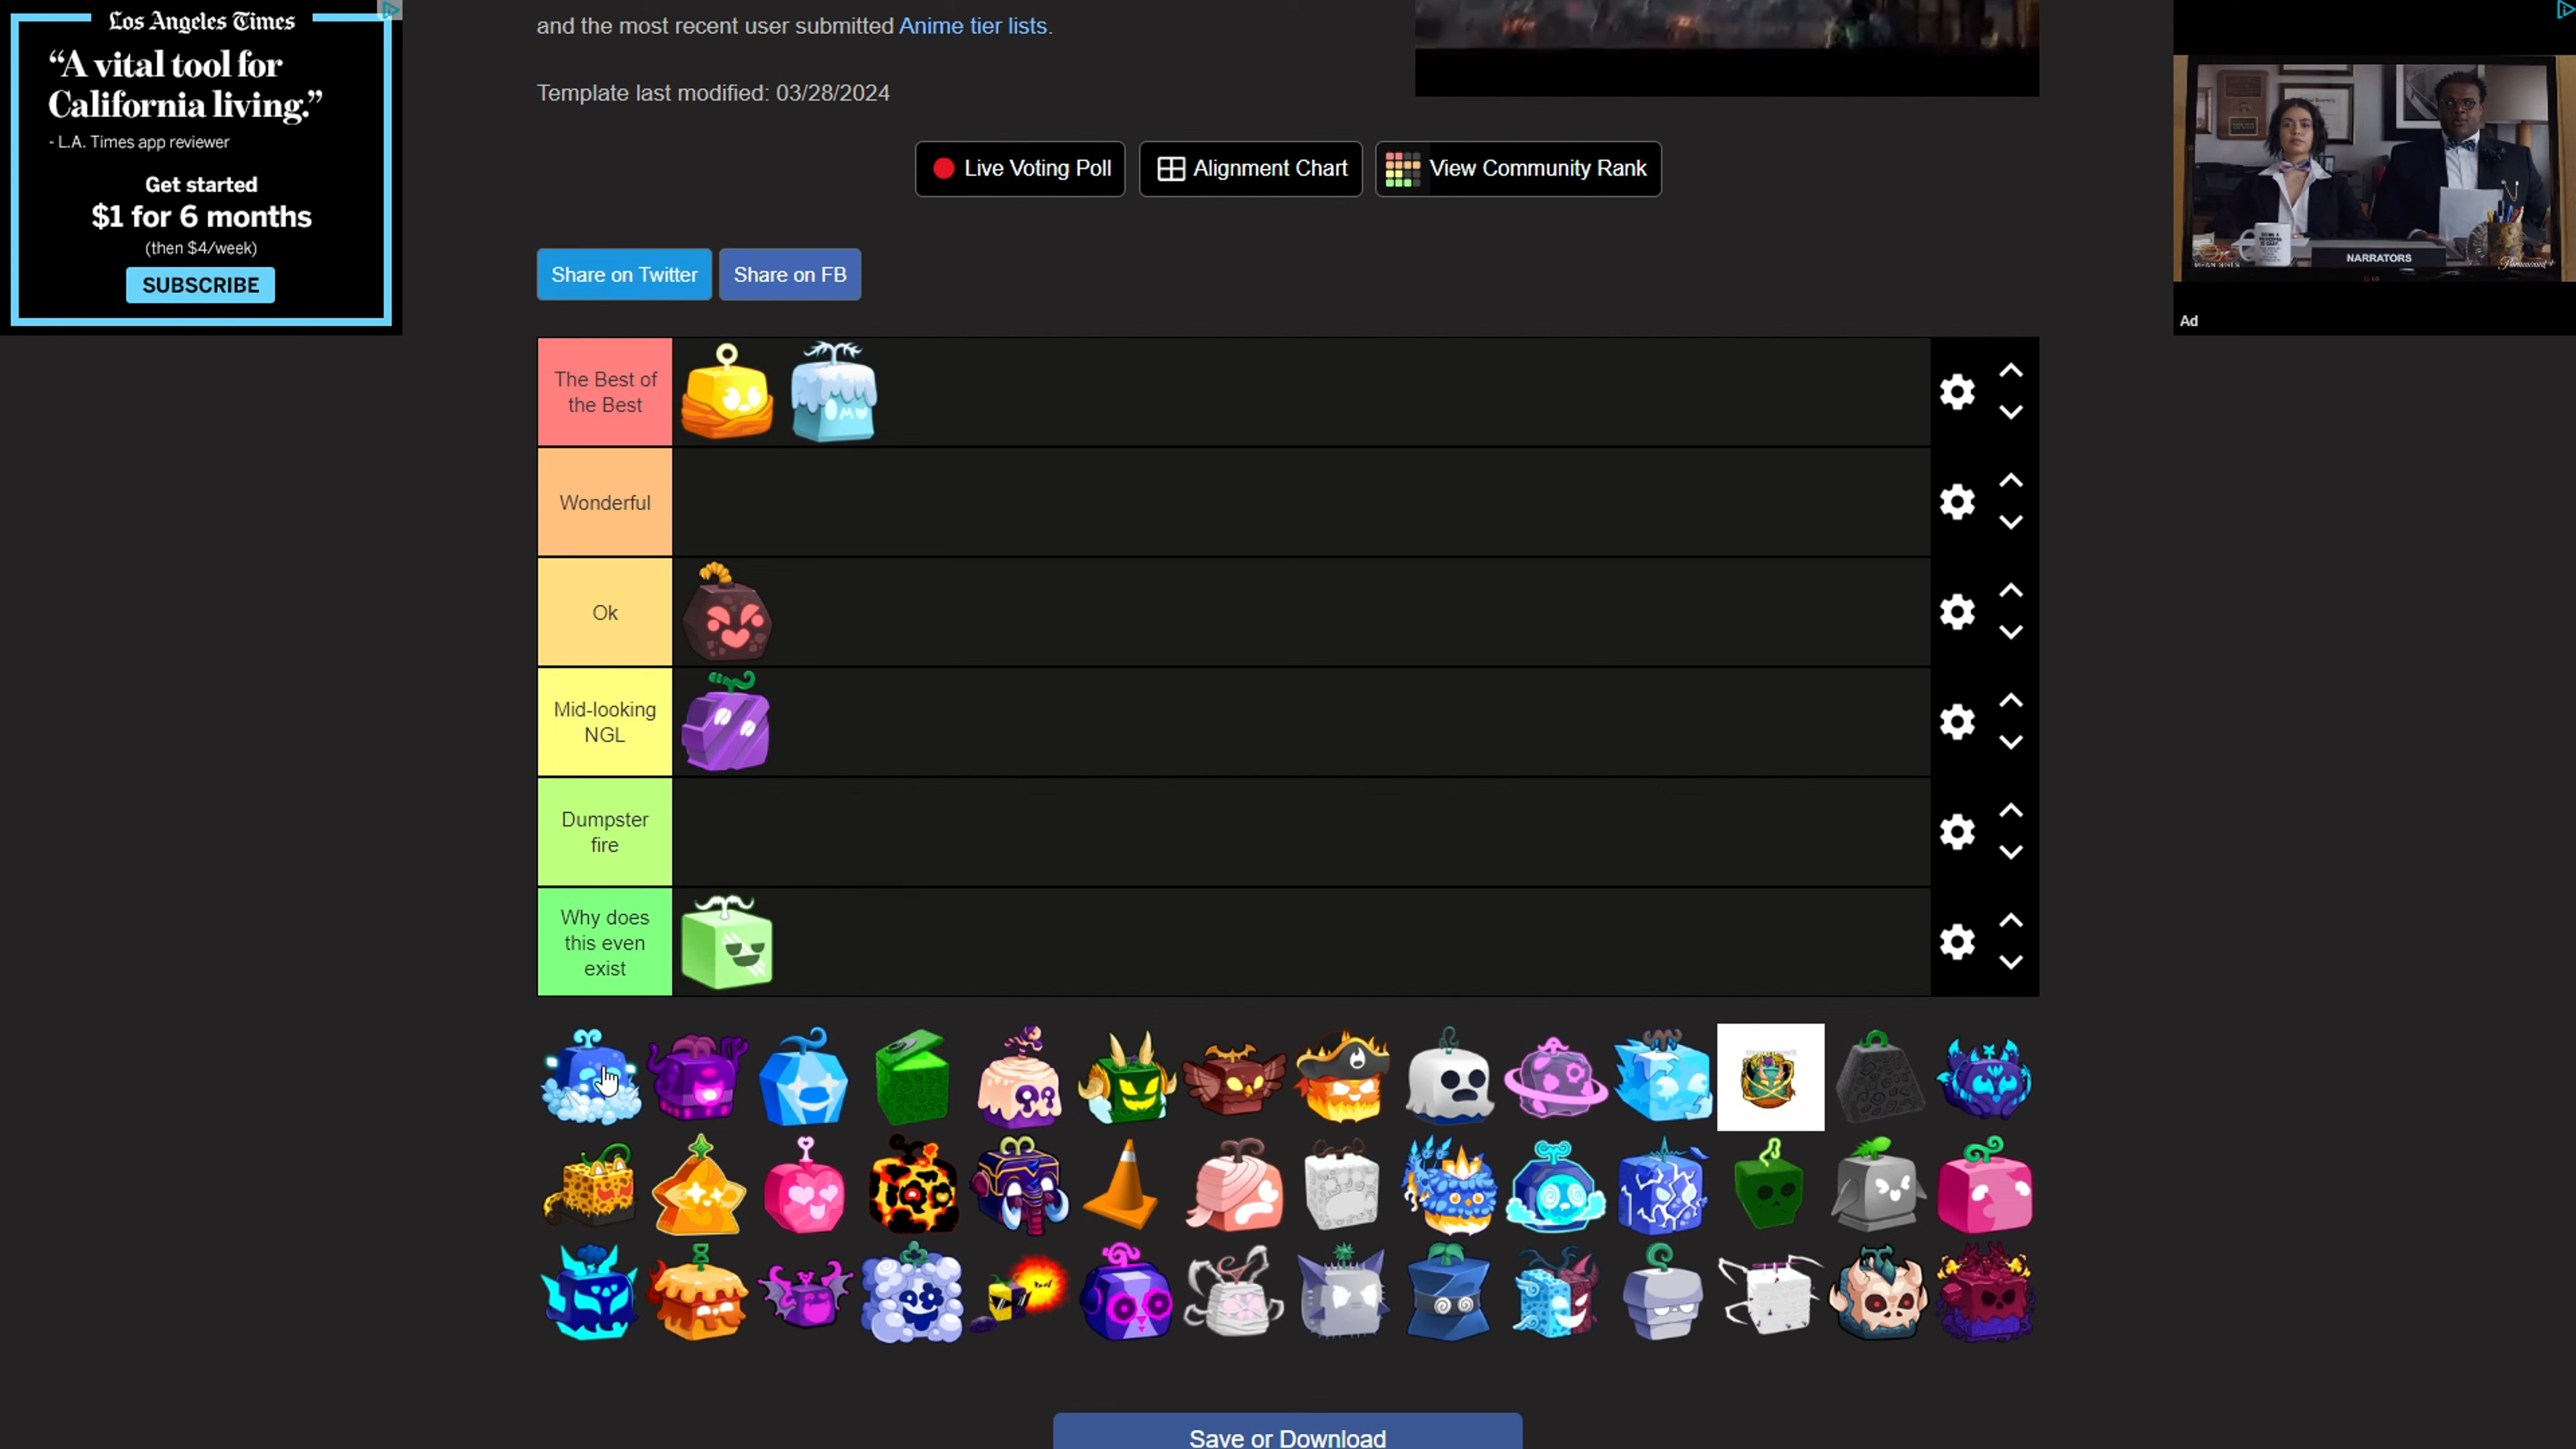 Los Angeles Times
“A vital tool for
California living.”
- L.A. Times app reviewer
Get started
$1 for 6 months
(then $4/week)
SUBSCRIBE
and the most recent user submitted Anime tier lists.
Template last modified: 03/28/2024
Live Voting Poll
Alignment Chart
View Community Rank
Share on Twitter
Share on FB
NARRATORS
Paramount+
Ad
The Best of
the Best
Wonderful
Ok
Mid-looking
NGL
Dumpster
fire
Why does
this even
exist
Save or Download